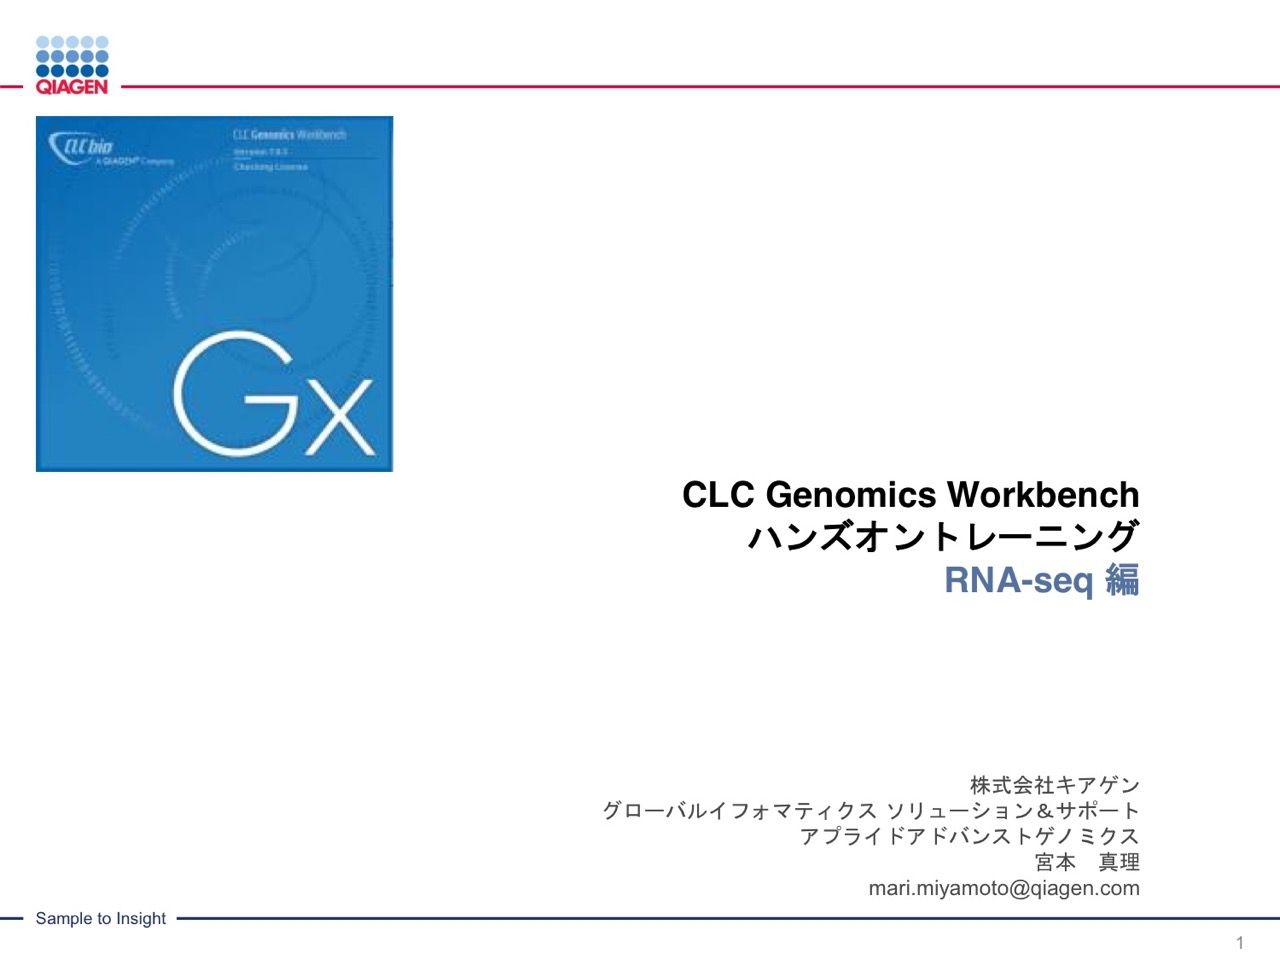 QIAGEN
CLC bio
A QIAGEN® Company
CLC Genomics Workbench
Checking License
Gx
CLC Genomics Workbench
ハンズオントレーニング
RNA-seq 編
株式会社キアゲン
グローバルイフォマティクス ソリューション＆サポート
アプライドアドバンストゲノミクス
宮本　真理
mari.miyamoto@qiagen.com
Sample to Insight
1